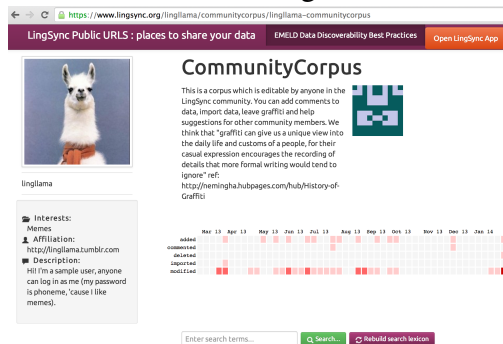 https://www.lingsync.org/lingllama/communitycorpus/lingllama-communitycorpus
LingSync Public URLS : places to share your data
EMELD Data Discoverability Best Practices
Open LingSync App
lingllama
Interests:
Memes
Affiliation:
http://lingllama.tumblr.com
Description:
Hi! I'm a sample user, anyone
can log in as me (my password
is phoneme, 'cause I like
memes).
CommunityCorpus
This is a corpus which is editable by anyone in the
LingSync community. You can add comments to
data, import data, leave graffiti and help
suggestions for other community members. We
think that "graffiti can give us a unique view into
the daily life and customs of a people, for their
casual expression encourages the recording of
details that more formal writing would tend to
ignore" ref:
http://nemingha.hubpages.com/hub/History-of-
Graffiti
Mar 13 Apr 13 May 13 Jun 13 Jul 13 Aug 13 Sep 13 Oct 13 Nov 13 Dec 13 Jan 14
added
commented
deleted
imported
modified
Enter search terms...
Search...
Rebuild search lexicon